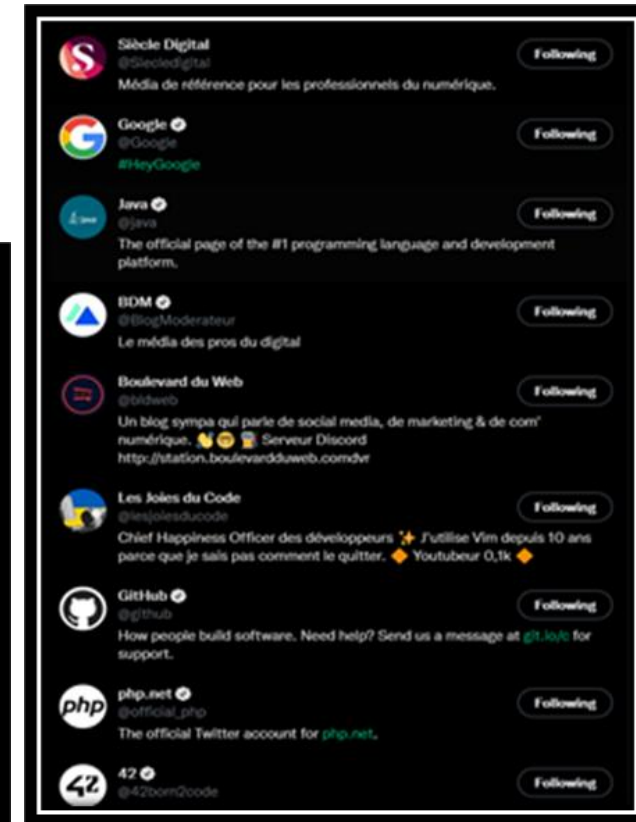 Siècle Digital
@Siecledigital
Following
Média de référence pour les professionnels du numérique.
Google
@Google
Following
#HeyGoogle
Java
@java
Following
The official page of the #1 programming language and development
platform.
BDM
@BlogModerateur
Following
Le média des pros du digital
Boulevard du Web
@bldweb
Following
Un blog sympa qui parle de social media, de marketing & de com'
numérique. 👋🤓 Serveur Discord
http://station.boulevardduweb.comdvr
Les Joies du Code
@lesjoiesducode
Following
Chief Happiness Officer des développeurs ✨ J'utilise Vim depuis 10 ans
parce que je sais pas comment le quitter. 🔶 Youtubeur 0,1k 🔶
GitHub
@github
Following
How people build software. Need help? Send us a message at git.io/c for
support.
php
php.net
@official_php
Following
The official Twitter account for php.net.
42
42
@42born2code
Following